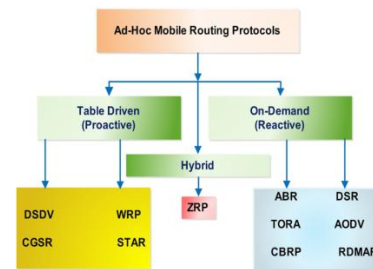 Ad-Hoc Mobile Routing Protocols
Table Driven
(Proactive)
On-Demand
(Reactive)
Hybrid
ZRP
DSDV WRP
CGSR STAR
ABR DSR
TORA AODV
CBRP RDMAR